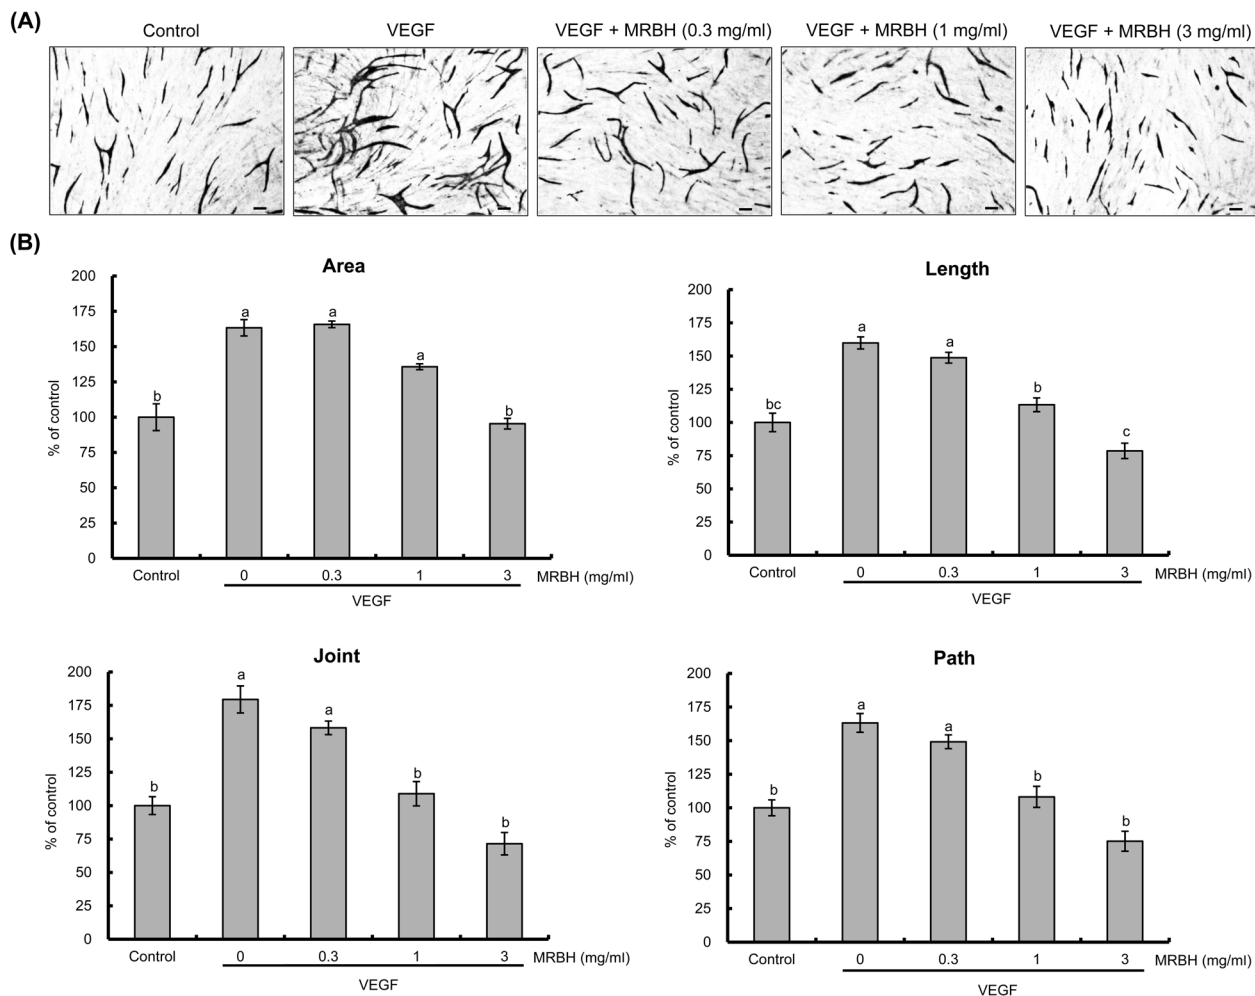 (A)
Control VEGF VEGF + MRBH (0.3 mg/ml) VEGF + MRBH (1 mg/ml) VEGF + MRBH (3 mg/ml)
(B)
Area
200
175
150
125
100
75
50
25
0
% of control
b a a a b
Control 0 0.3 1 3 MRBH (mg/ml)
VEGF
Length
200
175
150
125
100
75
50
25
0
% of control
bc a a b c
Control 0 0.3 1 3 MRBH (mg/ml)
VEGF
Joint
200
175
150
125
100
75
50
25
0
% of control
b a a b b
Control 0 0.3 1 3 MRBH (mg/ml)
VEGF
Path
200
175
150
125
100
75
50
25
0
% of control
b a a b b
Control 0 0.3 1 3 MRBH (mg/ml)
VEGF